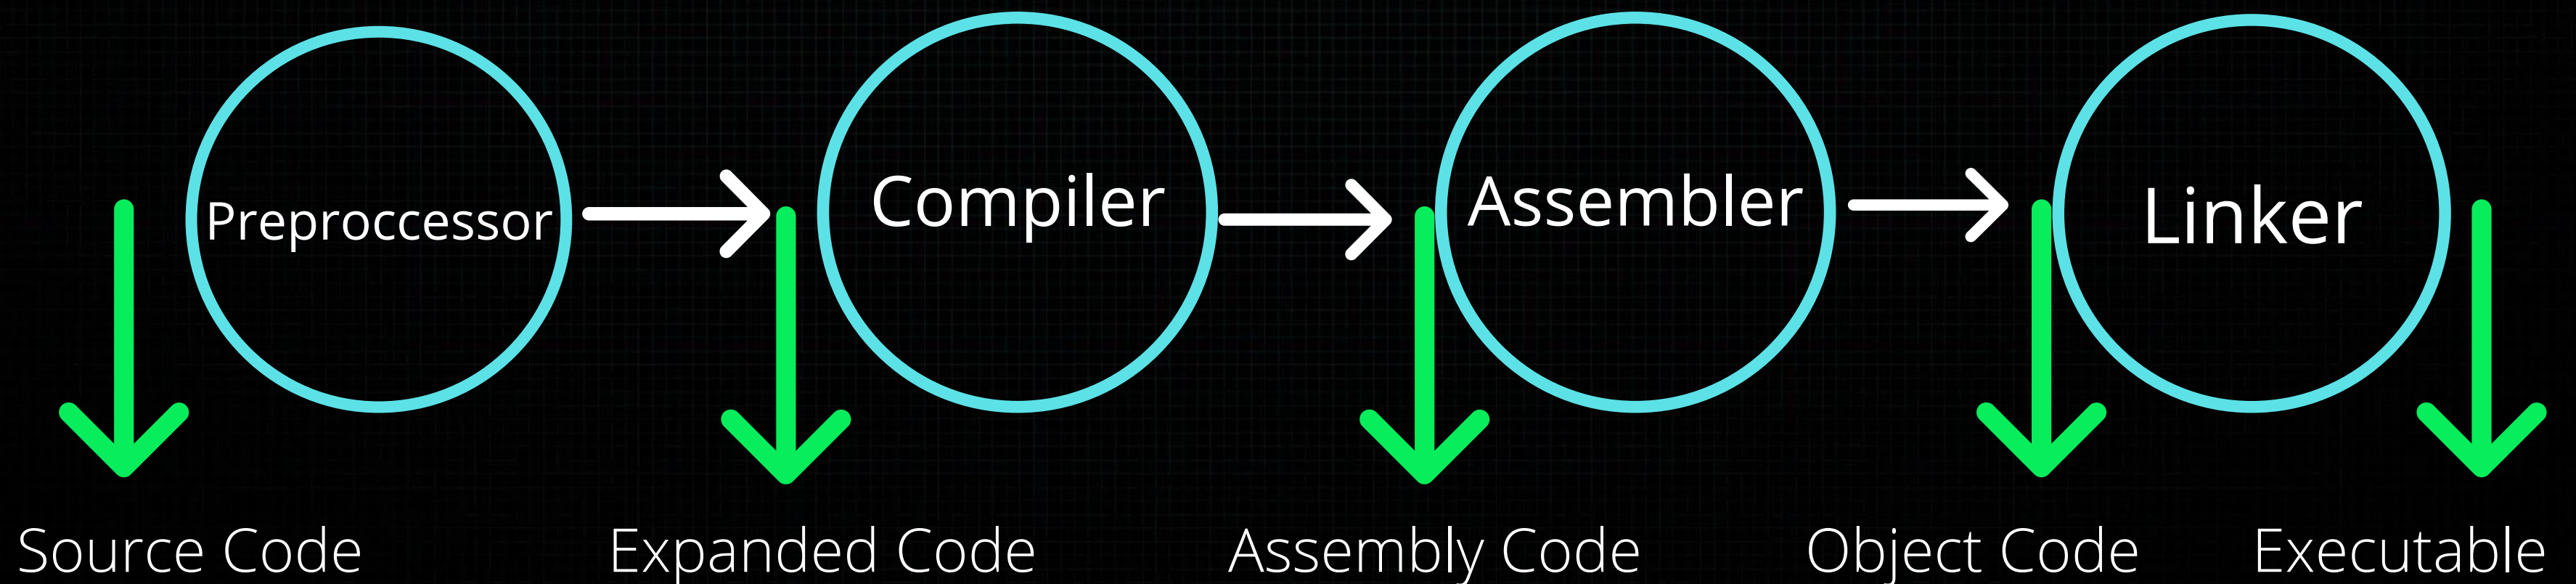 Preproccessor
Compiler
Assembler
Linker
Source Code
Expanded Code
Assembly Code
Object Code
Executable